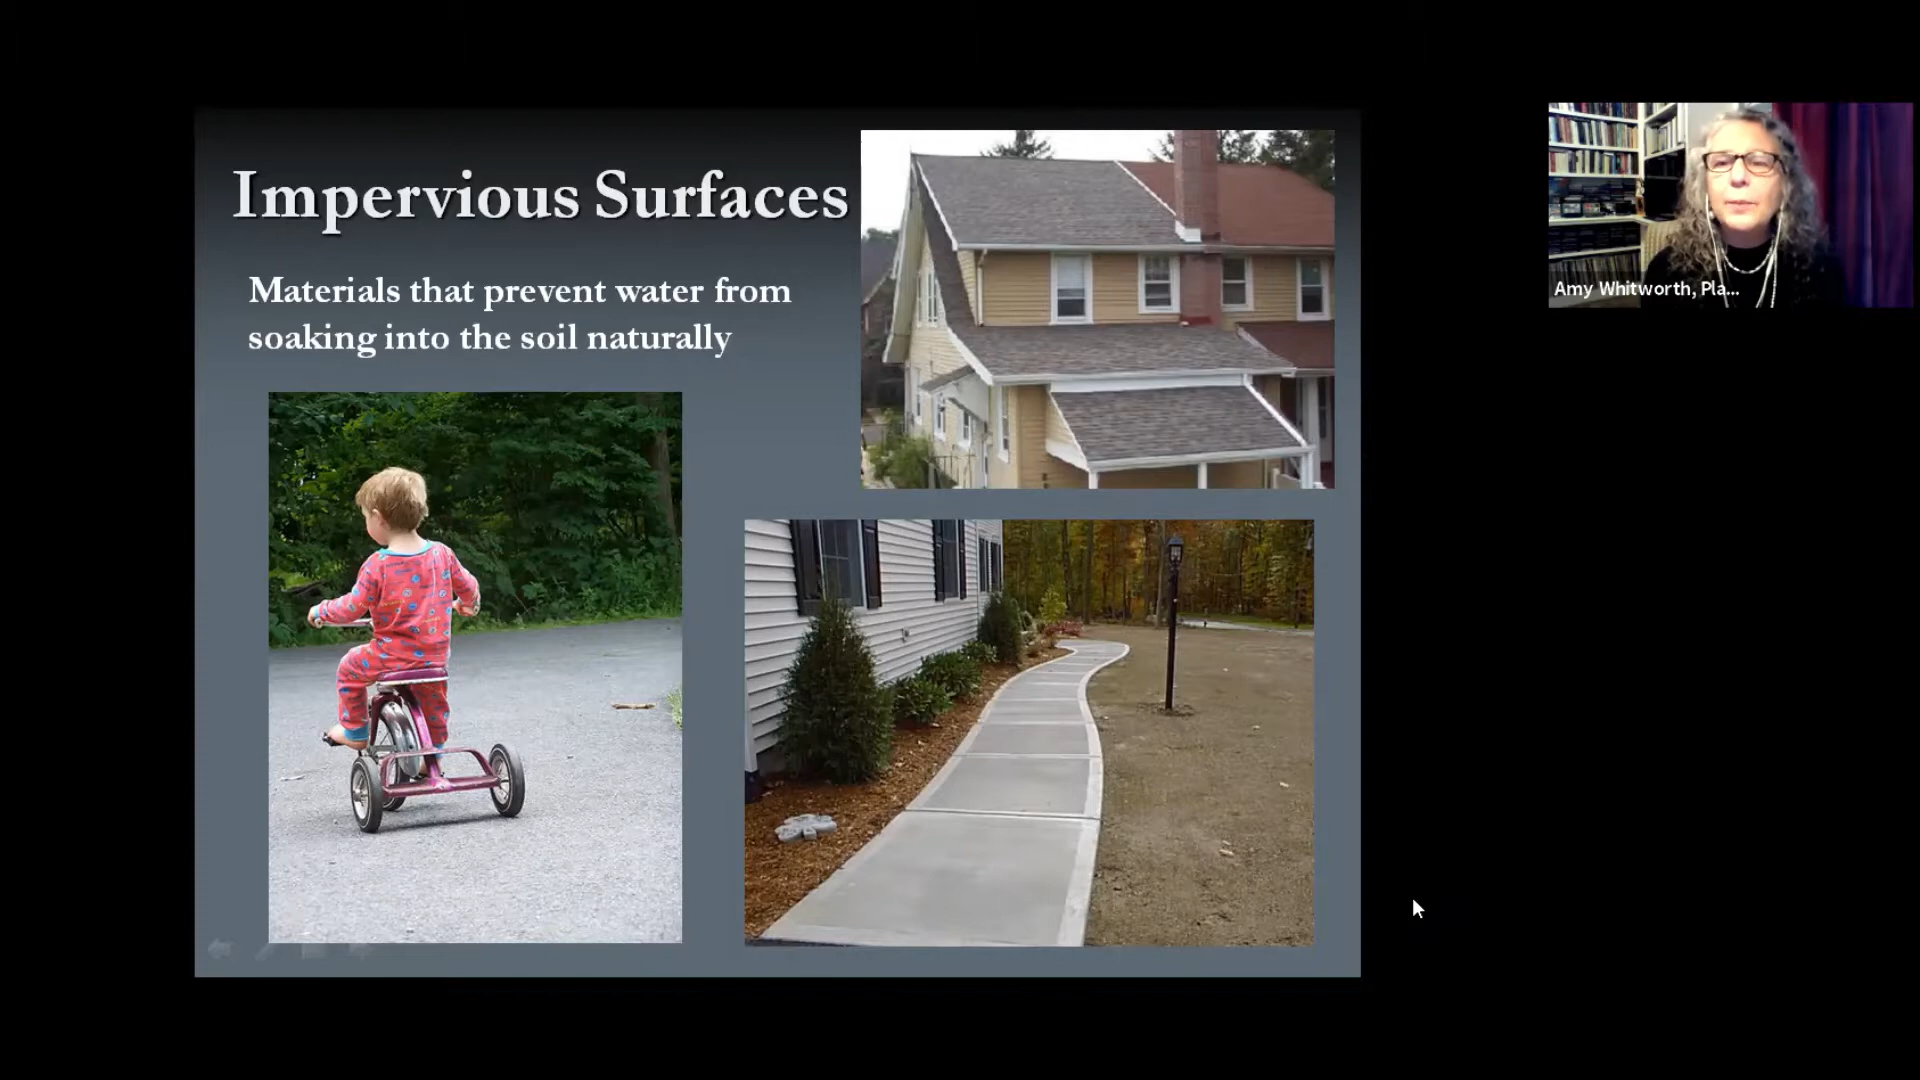 Impervious Surfaces
Materials that prevent water from
soaking into the soil naturally
Amy Whitworth, Pla...